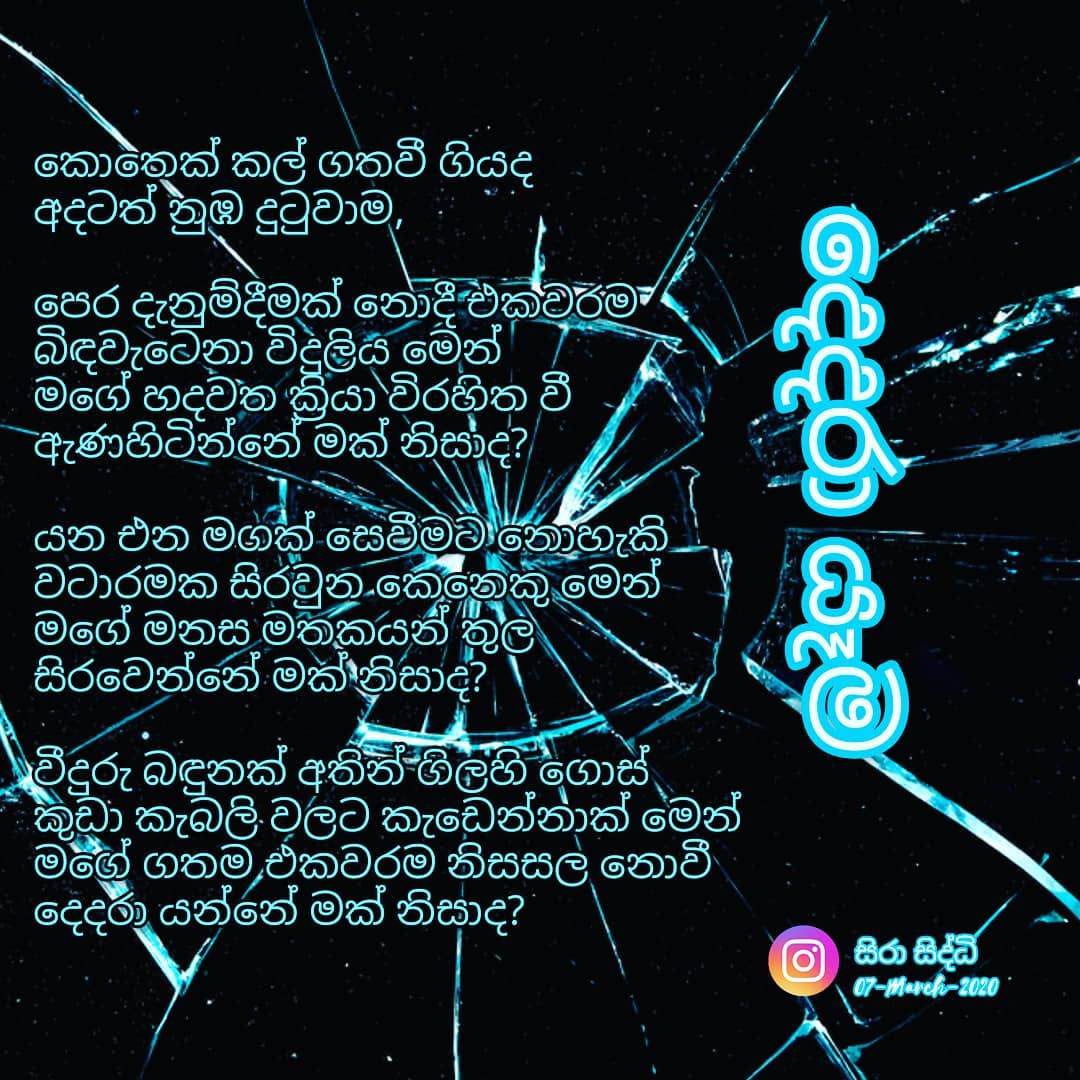 කොතෙක් කල් ගතවී ගියද
අදටත් නුඹ දුටුවාම,
පෙර දැනුම්දීමක් නොදී එකවරම
බිඳවැටෙනා විදුලිය මෙන්
මගේ හදවත ක්‍රියා විරහිත වී
ඇණහිටින්නේ මක් නිසාද?
යන එන මගක් සෙවීමට නොහැකි
වටාරමක සිරවුන කෙනෙකු මෙන්
මගේ මනස මතකයන් තුල
සිරවෙන්නේ මක් නිසාද?
වීදුරු බඳුනක් අතින් ගිලහි ගොස්
කුඩා කැබලි වලට කැඩෙන්නාක් මෙන්
මගේ ගතම එකවරම නිසසල නොවී
දෙදරා යන්නේ මක් නිසාද?
දෙදරා ගෑල
සිරා සිද්ධි
07-March-2020